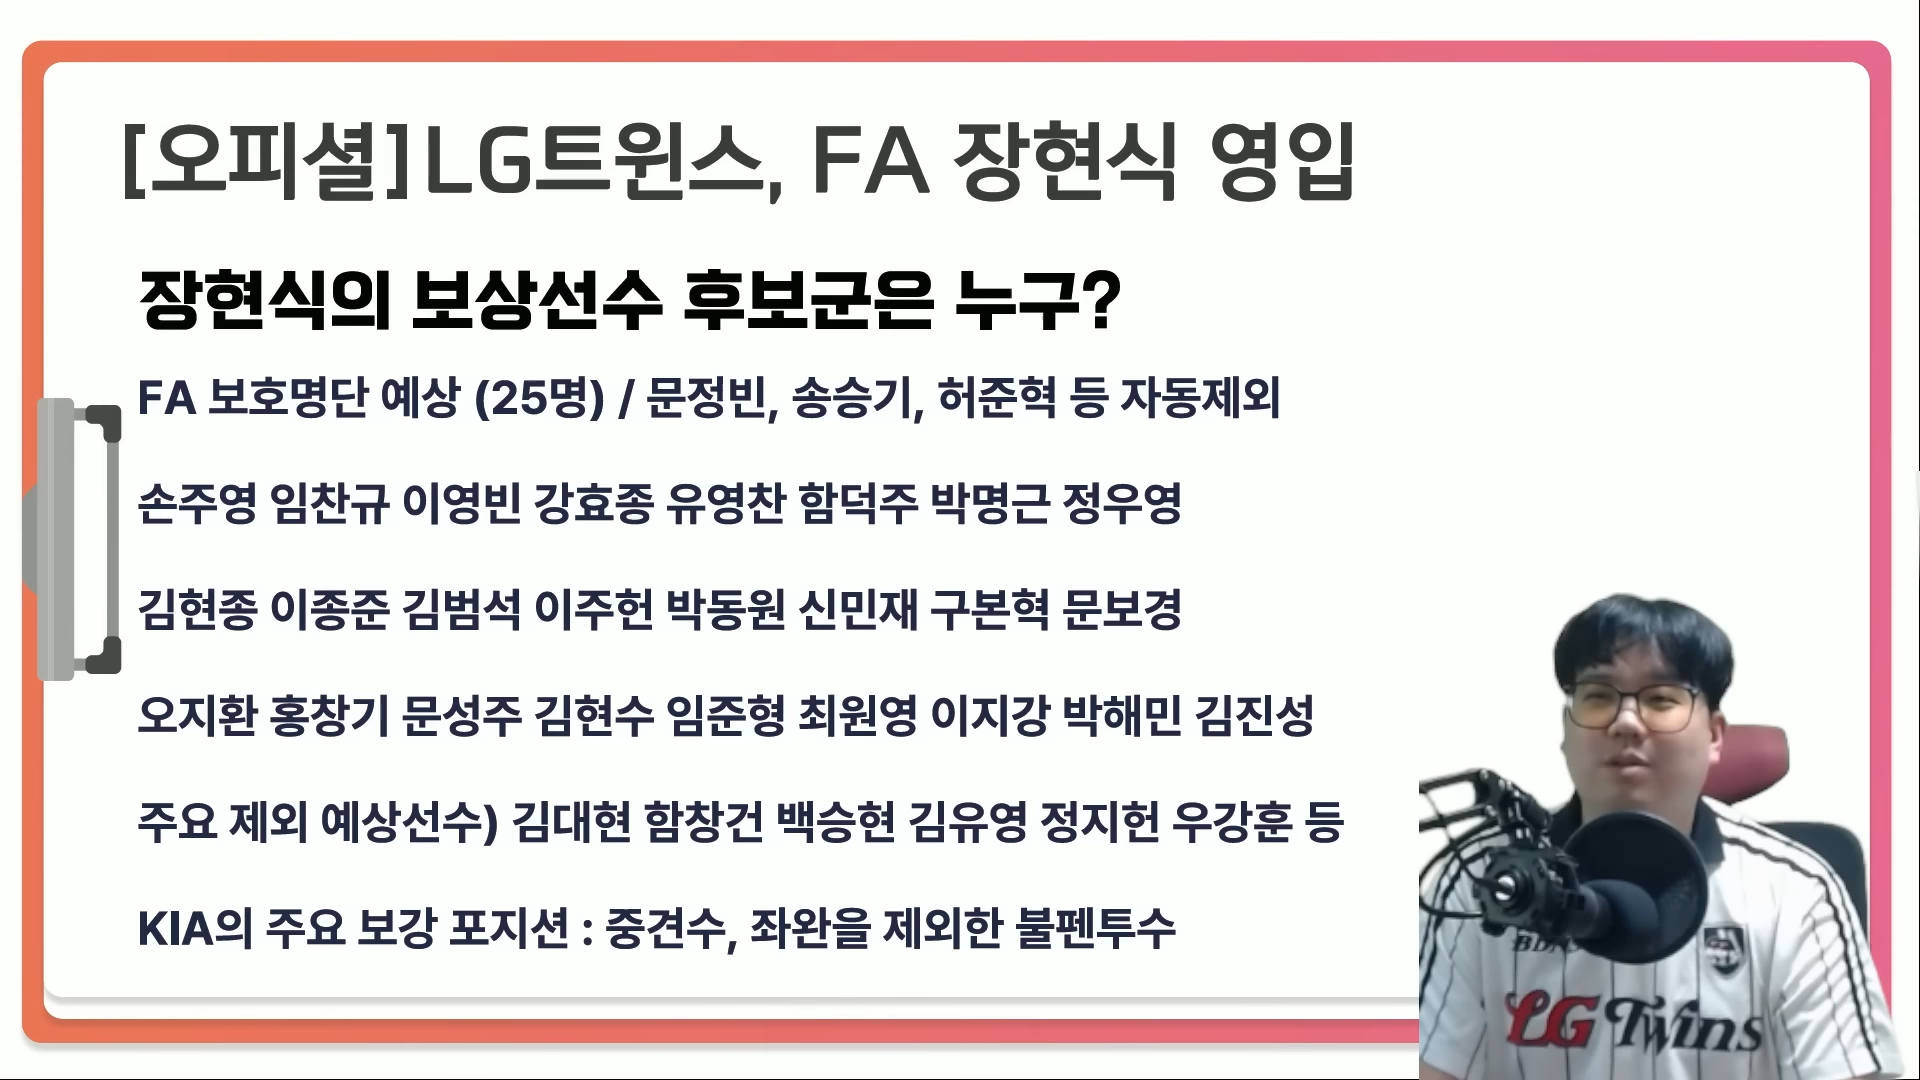 [오피셜]LG트윈스, FA 장현식 영입
장현식의 보상선수 후보군은 누구?
FA 보호명단 예상 (25명) / 문정빈, 송승기, 허준혁 등 자동제외
손주영 임찬규 이영빈 강효종 유영찬 함덕주 박명근 정우영
김현종 이종준 김범석 이주헌 박동원 신민재 구본혁 문보경
오지환 홍창기 문성주 김현수 임준형 최원영 이지강 박해민 김진성
주요 제외 예상선수) 김대현 함창건 백승현 김유영 정지헌 우강훈 등
KIA의 주요 보강 포지션 : 중견수, 좌완을 제외한 불펜투수
LG Twins